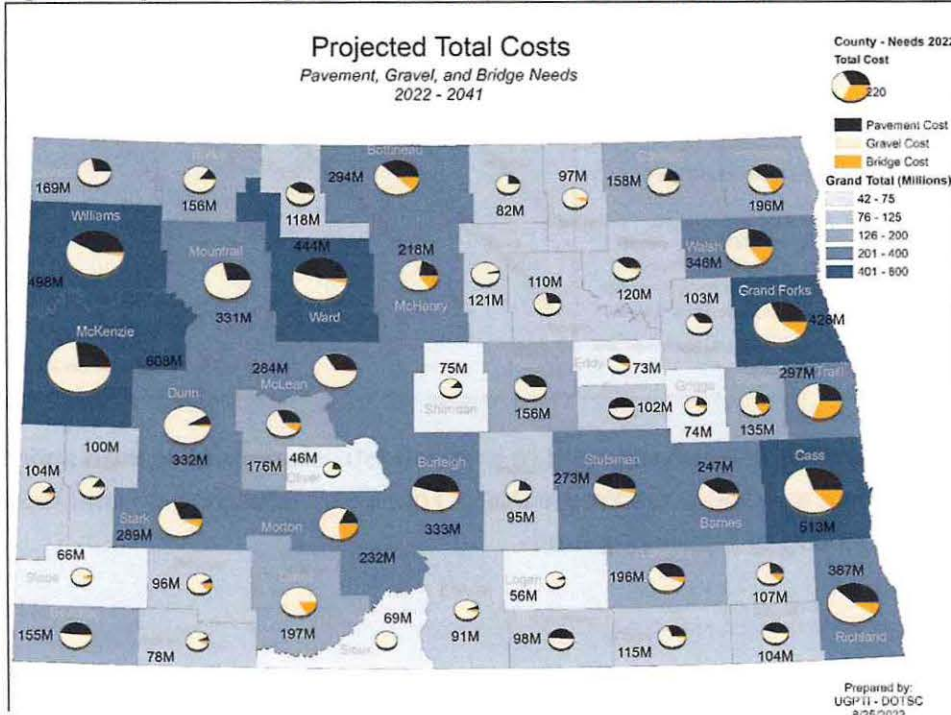 Projected Total Costs
Pavement, Gravel, and Bridge Needs
2022 - 2041
County - Needs 2022
Total Cost
220
Pavement Cost
Gravel Cost
Bridge Cost
Grand Total (Millions)
42 - 75
76 - 125
126 - 200
201 - 400
401 - 600
169M
156M
118M
Bottineau
294M
82M
97M
158M
196M
Williams
498M
Mountrail
331M
444M
Ward
218M
McHenry
121M
110M
120M
103M
Walsh
346M
Grand Forks
428M
McKenzie
608M
284M
McLean
75M
Sheridan
156M
Eddy
73M
102M
Griggs
74M
135M
297M
Traill
Dunn
332M
176M
46M
Oliver
104M
100M
Stark
289M
Morton
232M
Burleigh
333M
95M
Stutsman
273M
247M
Barnes
Cass
513M
66M
Slope
96M
197M
69M
Sioux
91M
Logan
56M
196M
107M
387M
Richland
155M
78M
98M
115M
104M
Prepared by:
UGPTI - DOTSC
8/25/2022